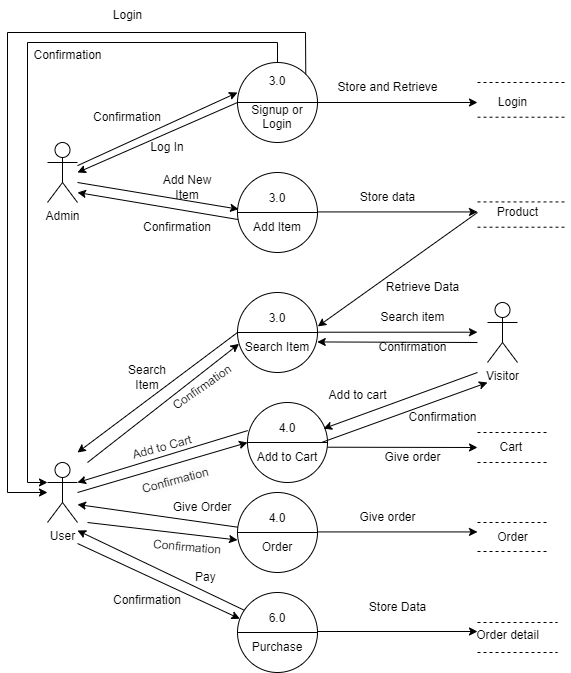 Login
Confirmation
3.0
Signup or
Login
Store and Retrieve
Login
Confirmation
Log In
Admin
Add New
Item
Confirmation
3.0
Add Item
Store data
Product
Retrieve Data
3.0
Search Item
Search item
Confirmation
Visitor
Search
Item
Confirmation
Add to cart
Confirmation
4.0
Add to Cart
Add to Cart
Confirmation
Give order
Cart
User
Give Order
Confirmation
4.0
Order
Give order
Order
Pay
Confirmation
6.0
Purchase
Store Data
Order detail